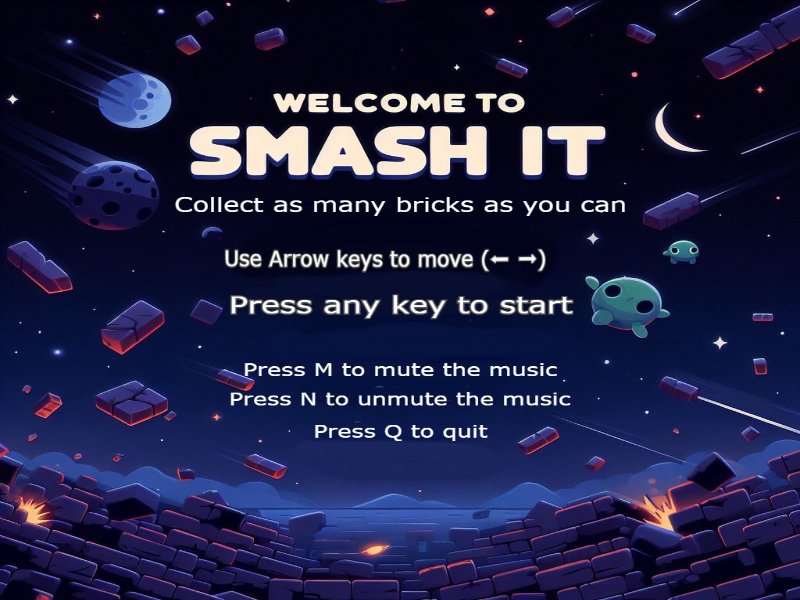 WELCOME TO
SMASH IT
Collect as many bricks as you can
Use Arrow keys to move (← →)
Press any key to start
Press M to mute the music
Press N to unmute the music
Press Q to quit